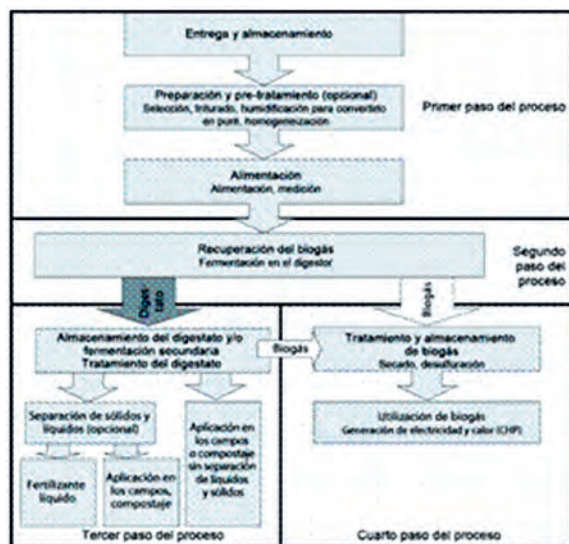 Entrega y almacenamiento
Preparación y pre-tratamiento (opcional)
Selección, triturado, humidificación para convertirlo
en puré, homogeneización
Primer paso del proceso
Alimentación
Alimentación, medición
Recuperación del biogás
Fermentación en el digestor
Segundo
paso del
proceso
Diges-
tato
Biogás
Almacenamiento del digestato y/o
fermentación secundaria
Tratamiento del digestato
Biogás
Tratamiento y almacenamiento
de biogás
Secado, desulfuración
Separación de sólidos y
líquidos (opcional)
Aplicación en
los campos
o compostaje
sin separación
de líquidos
y sólidos
Utilización de biogás
Generación de electricidad y calor (CHP)
Fertilizante
líquido
Aplicación en
los campos,
compostaje
Tercer paso del proceso
Cuarto paso del proceso